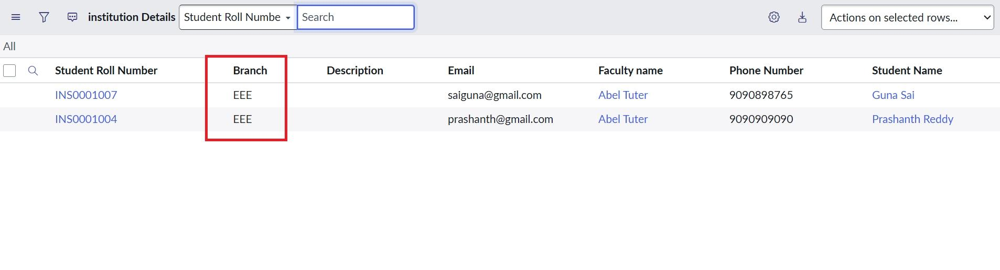 institution Details Student Roll Numbe Search Actions on selected rows...
All
Student Roll Number Branch Description Email Faculty name Phone Number Student Name
INS0001007 EEE saiguna@gmail.com Abel Tuter 9090898765 Guna Sai
INS0001004 EEE prashanth@gmail.com Abel Tuter 9090909090 Prashanth Reddy